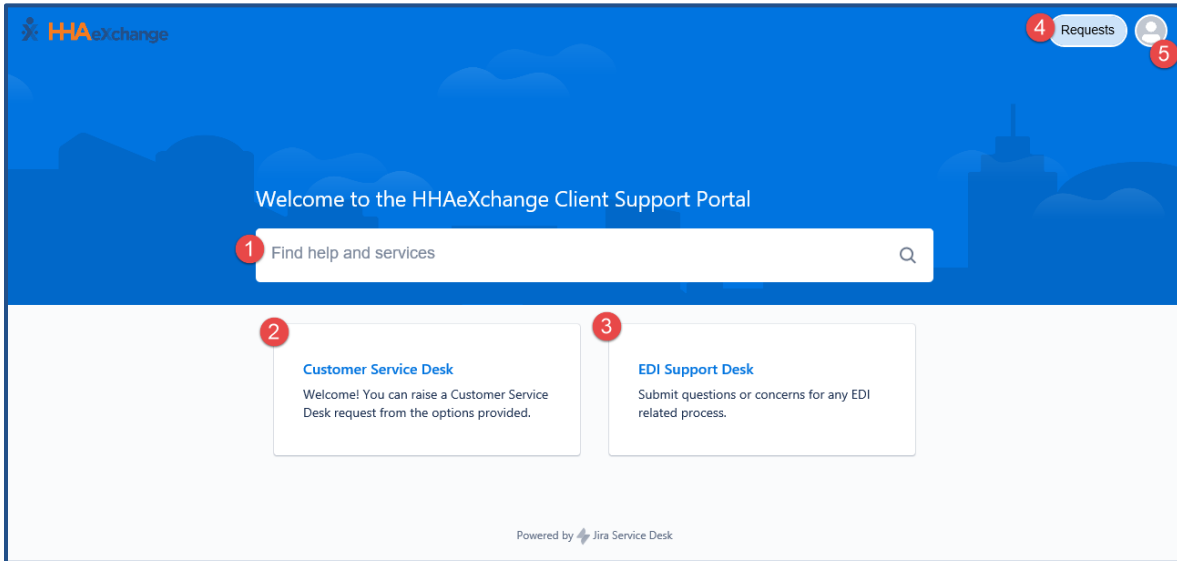 HHAeXchange
4 Requests
5
Welcome to the HHAeXchange Client Support Portal
1 Find help and services
2
3
Customer Service Desk
Welcome! You can raise a Customer Service
Desk request from the options provided.
EDI Support Desk
Submit questions or concerns for any EDI
related process.
Powered by Jira Service Desk